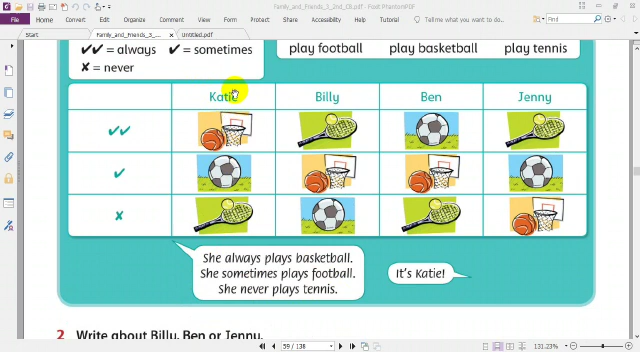 Family_and_Friends_3_2nd_CB.pdf - Foxit PhantomPDF
File Home Convert Edit Organize Comment View Form Protect Share Accessibility Help Tutorial Tell me what you want to do... Find
Start Family_and_Friends_3_... Untitled.pdf
✔✔ = always ✔ = sometimes
✘ = never
play football play basketball play tennis
Katie Billy Ben Jenny
✔✔
✔
✘
She always plays basketball.
She sometimes plays football.
She never plays tennis.
It's Katie!
2 Write about Billy, Ben or Jenny.
59 / 138 131.23%